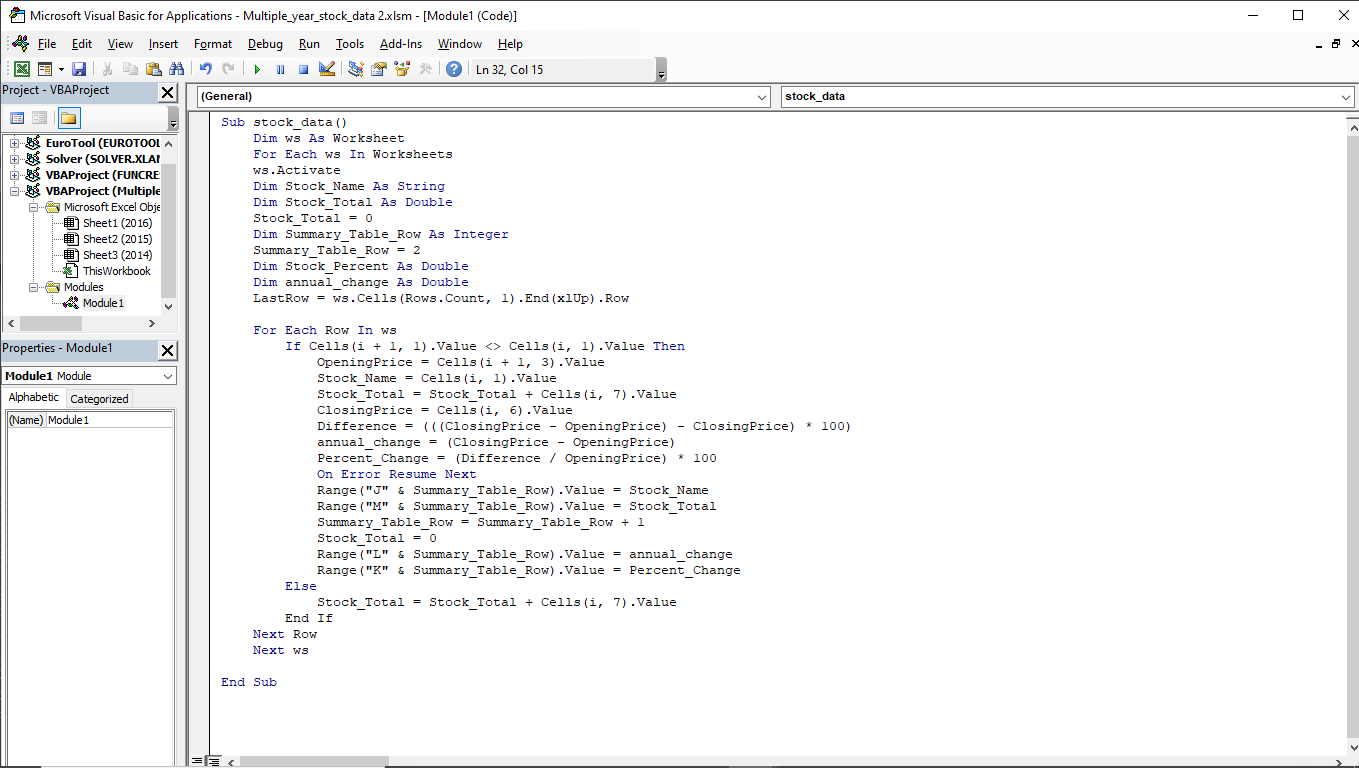 Microsoft Visual Basic for Applications - Multiple_year_stock_data 2.xlsm - [Module1 (Code)]
File Edit View Insert Format Debug Run Tools Add-Ins Window Help
Ln 32, Col 15
Project - VBAProject
EuroTool (EUROTOOL
Solver (SOLVER.XLAM
VBAProject (FUNCRE
VBAProject (Multiple
Microsoft Excel Obje
Sheet1 (2016)
Sheet2 (2015)
Sheet3 (2014)
ThisWorkbook
Modules
Module1
Properties - Module1
Module1 Module
Alphabetic Categorized
(Name) Module1
(General) stock_data
Sub stock_data()
    Dim ws As Worksheet
    For Each ws In Worksheets
    ws.Activate
    Dim Stock_Name As String
    Dim Stock_Total As Double
    Stock_Total = 0
    Dim Summary_Table_Row As Integer
    Summary_Table_Row = 2
    Dim Stock_Percent As Double
    Dim annual_change As Double
    LastRow = ws.Cells(Rows.Count, 1).End(xlUp).Row
    For Each Row In ws
        If Cells(i + 1, 1).Value <> Cells(i, 1).Value Then
            OpeningPrice = Cells(i + 1, 3).Value
            Stock_Name = Cells(i, 1).Value
            Stock_Total = Stock_Total + Cells(i, 7).Value
            ClosingPrice = Cells(i, 6).Value
            Difference = (((ClosingPrice - OpeningPrice) - ClosingPrice) * 100)
            annual_change = (ClosingPrice - OpeningPrice)
            Percent_Change = (Difference / OpeningPrice) * 100
            On Error Resume Next
            Range("J" & Summary_Table_Row).Value = Stock_Name
            Range("M" & Summary_Table_Row).Value = Stock_Total
            Summary_Table_Row = Summary_Table_Row + 1
            Stock_Total = 0
            Range("L" & Summary_Table_Row).Value = annual_change
            Range("K" & Summary_Table_Row).Value = Percent_Change
        Else
            Stock_Total = Stock_Total + Cells(i, 7).Value
        End If
    Next Row
    Next ws
End Sub